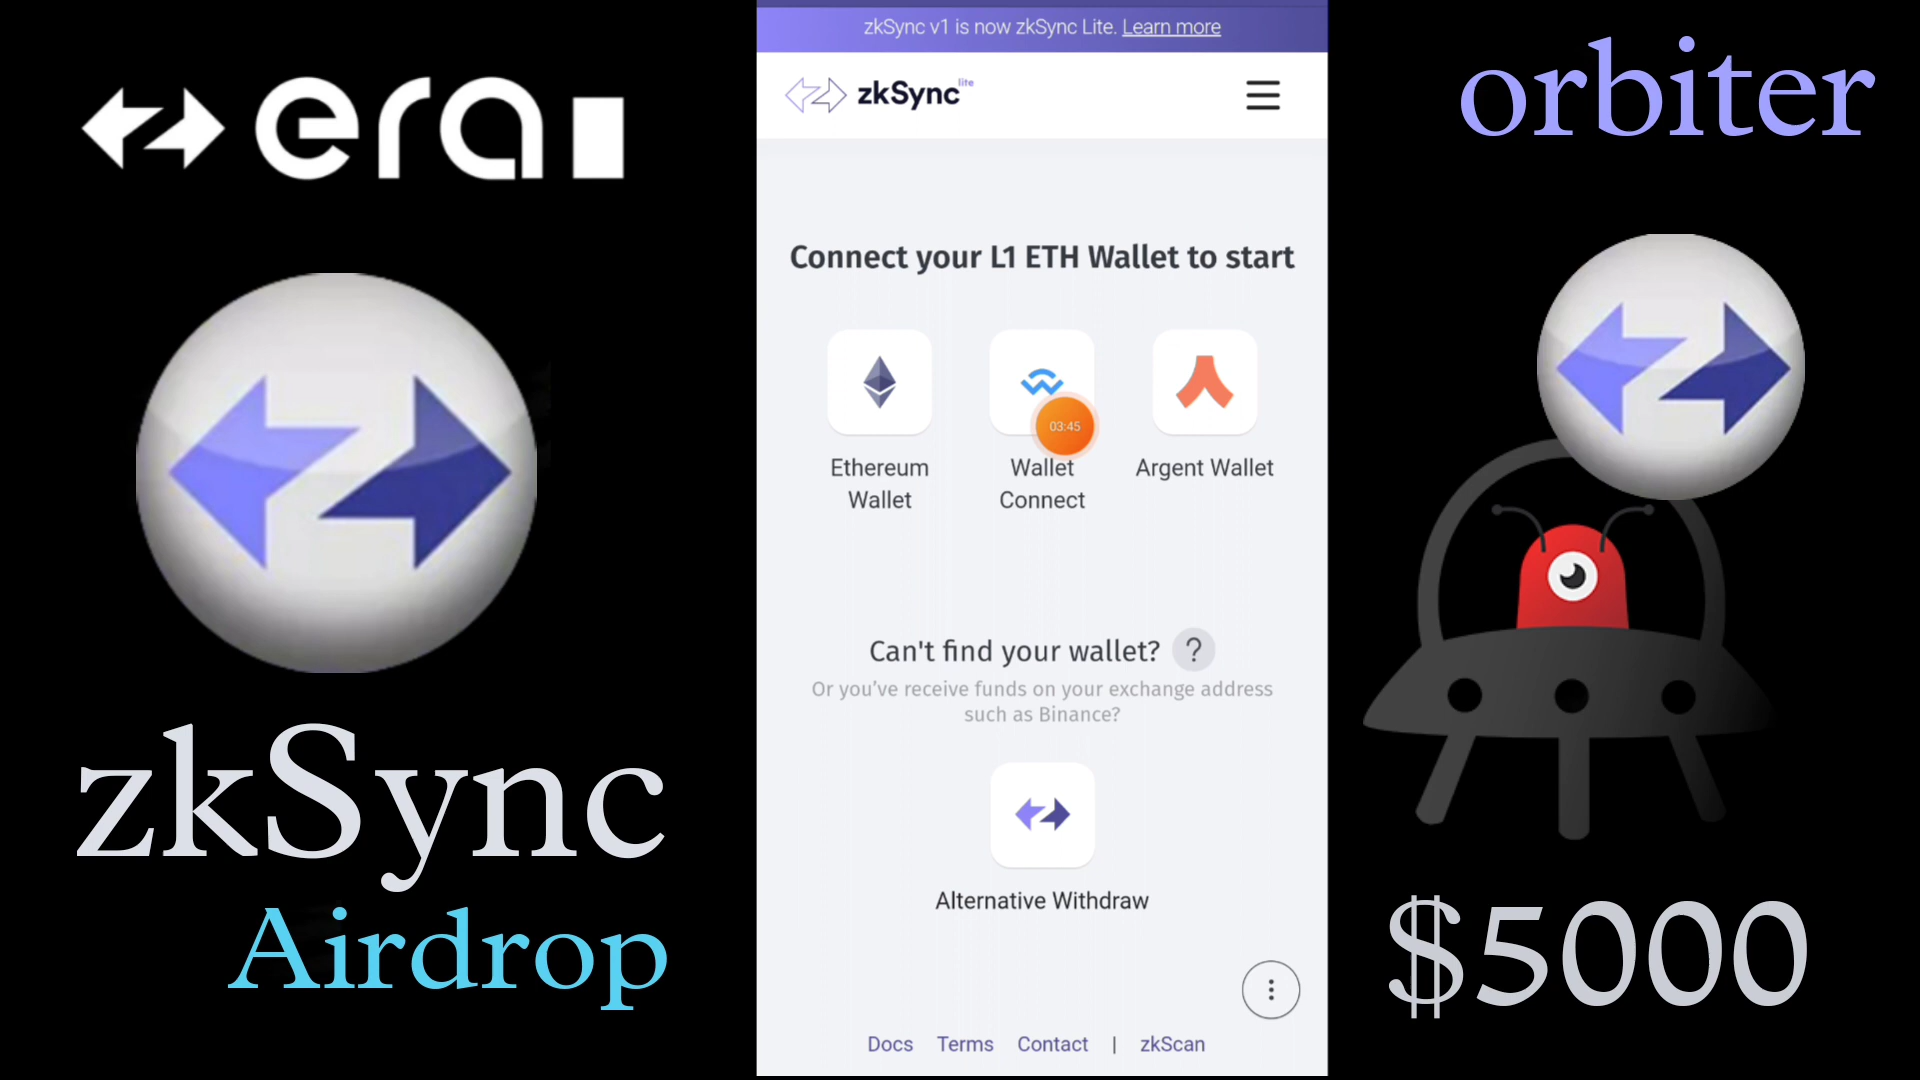 era
zkSync
Airdrop
zkSync v1 is now zkSync Lite. Learn more
zkSync lite
Connect your L1 ETH Wallet to start
03:45
Ethereum
Wallet
Wallet
Connect
Argent Wallet
Can't find your wallet? ?
Or you’ve receive funds on your exchange address
such as Binance?
Alternative Withdraw
Docs Terms Contact | zkScan
orbiter
$5000